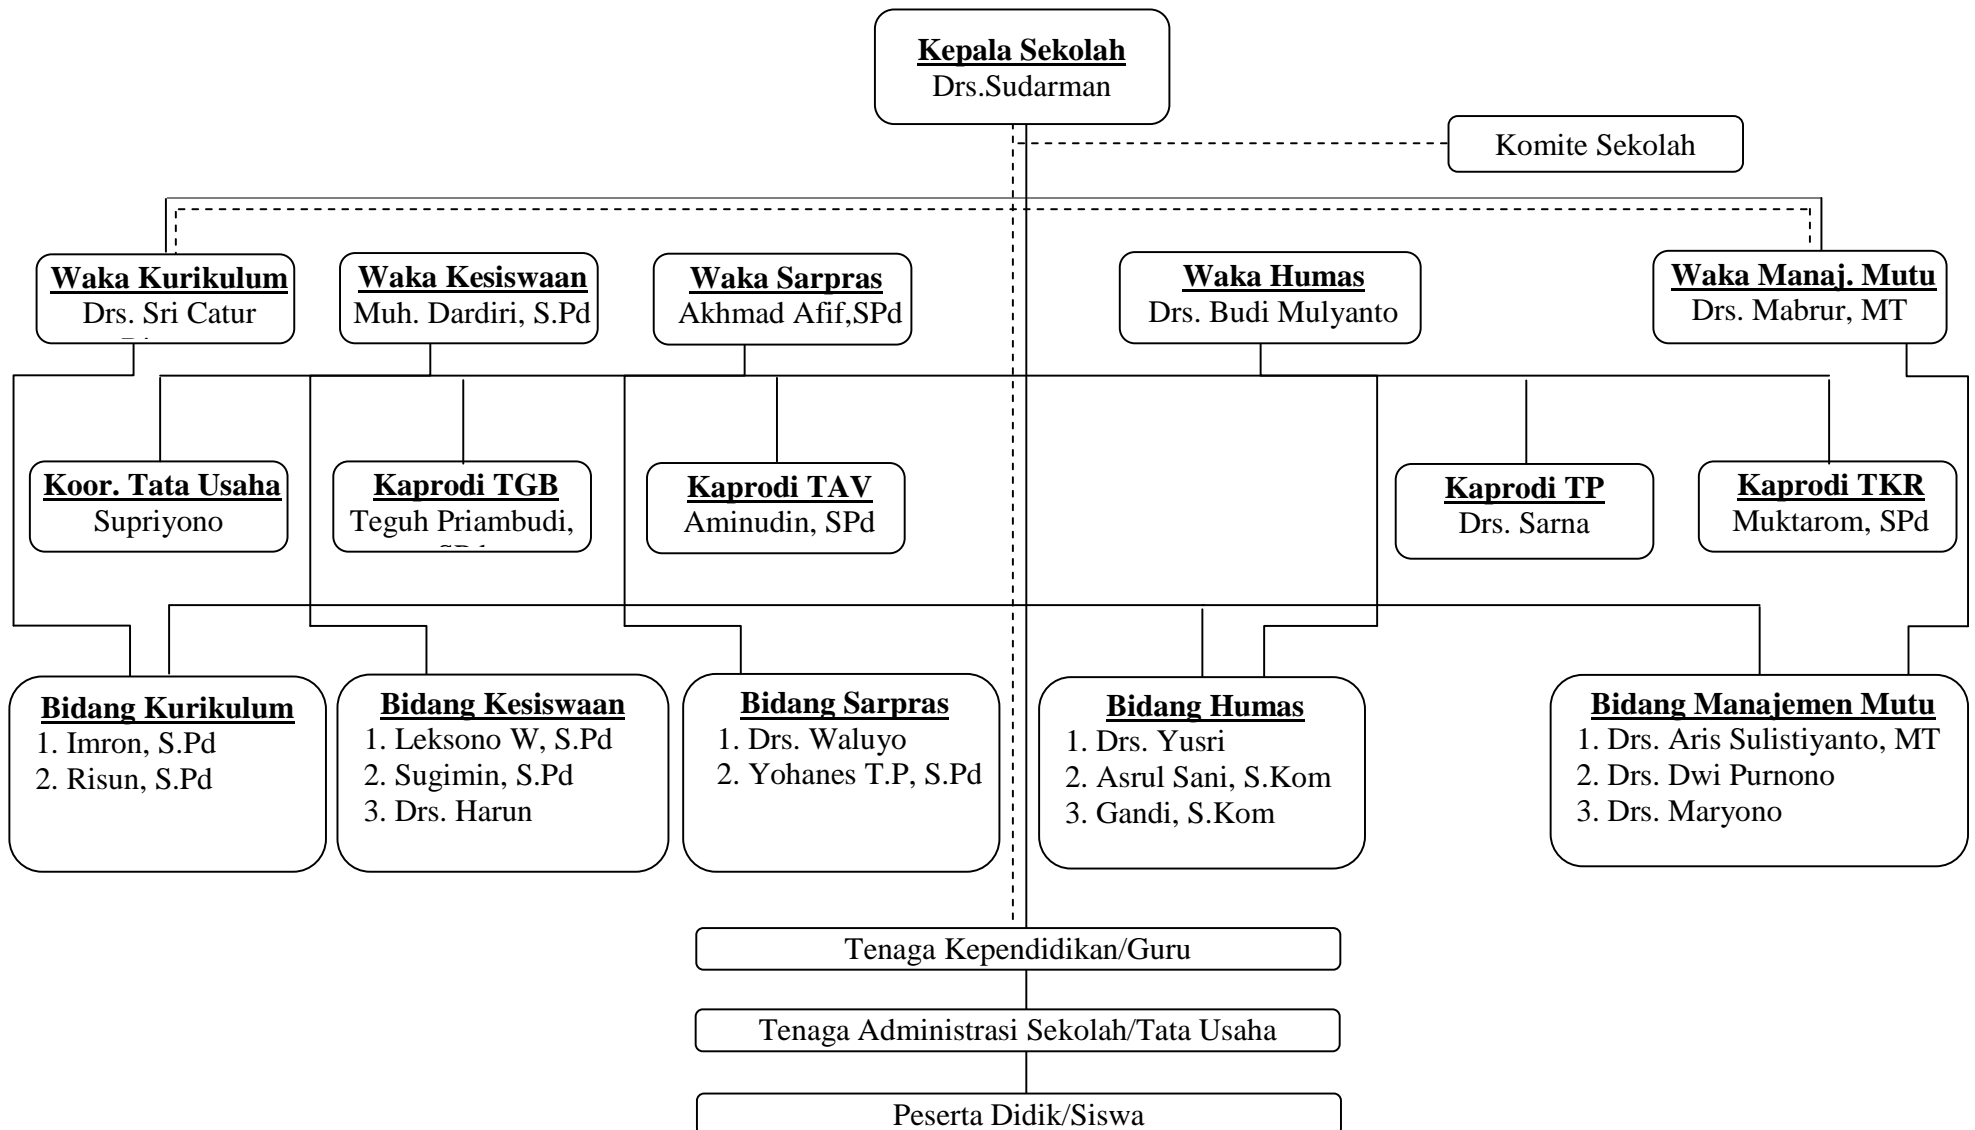 Kepala Sekolah
Drs.Sudarman
Komite Sekolah
Waka Kurikulum
Drs. Sri Catur
Waka Kesiswaan
Muh. Dardiri, S.Pd
Waka Sarpras
Akhmad Afif,SPd
Waka Humas
Drs. Budi Mulyanto
Waka Manaj. Mutu
Drs. Mabrur, MT
Koor. Tata Usaha
Supriyono
Kaprodi TGB
Teguh Priambudi,
Kaprodi TAV
Aminudin, SPd
Kaprodi TP
Drs. Sarna
Kaprodi TKR
Muktarom, SPd
Bidang Kurikulum
1. Imron, S.Pd
2. Risun, S.Pd
Bidang Kesiswaan
1. Leksono W, S.Pd
2. Sugimin, S.Pd
3. Drs. Harun
Bidang Sarpras
1. Drs. Waluyo
2. Yohanes T.P, S.Pd
Bidang Humas
1. Drs. Yusri
2. Asrul Sani, S.Kom
3. Gandi, S.Kom
Bidang Manajemen Mutu
1. Drs. Aris Sulistiyanto, MT
2. Drs. Dwi Purnono
3. Drs. Maryono
Tenaga Kependidikan/Guru
Tenaga Administrasi Sekolah/Tata Usaha
Peserta Didik/Siswa